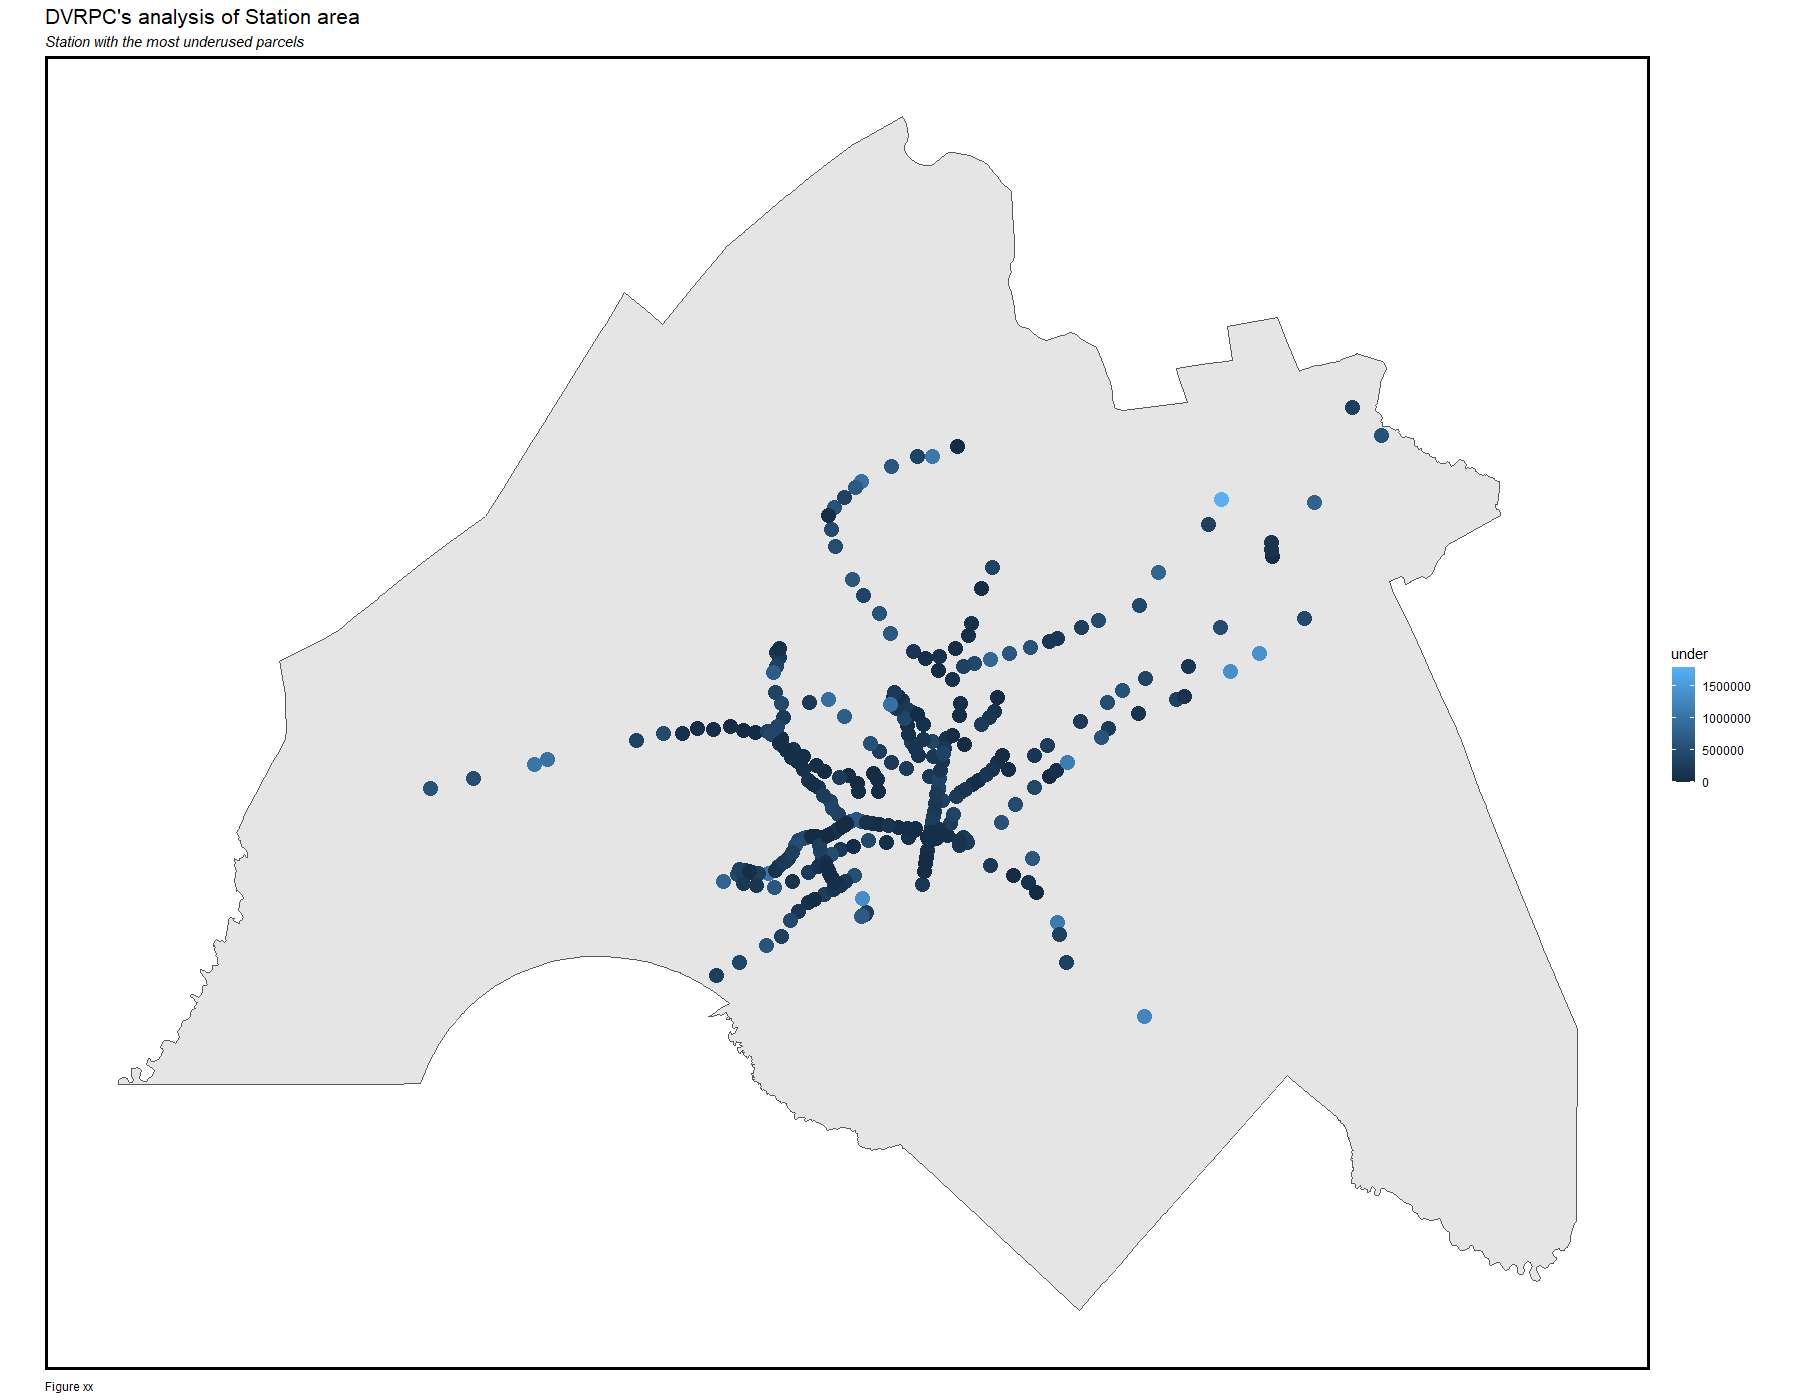 DVRPC's analysis of Station area
Station with the most underused parcels
under
1500000
1000000
500000
0
Figure xx